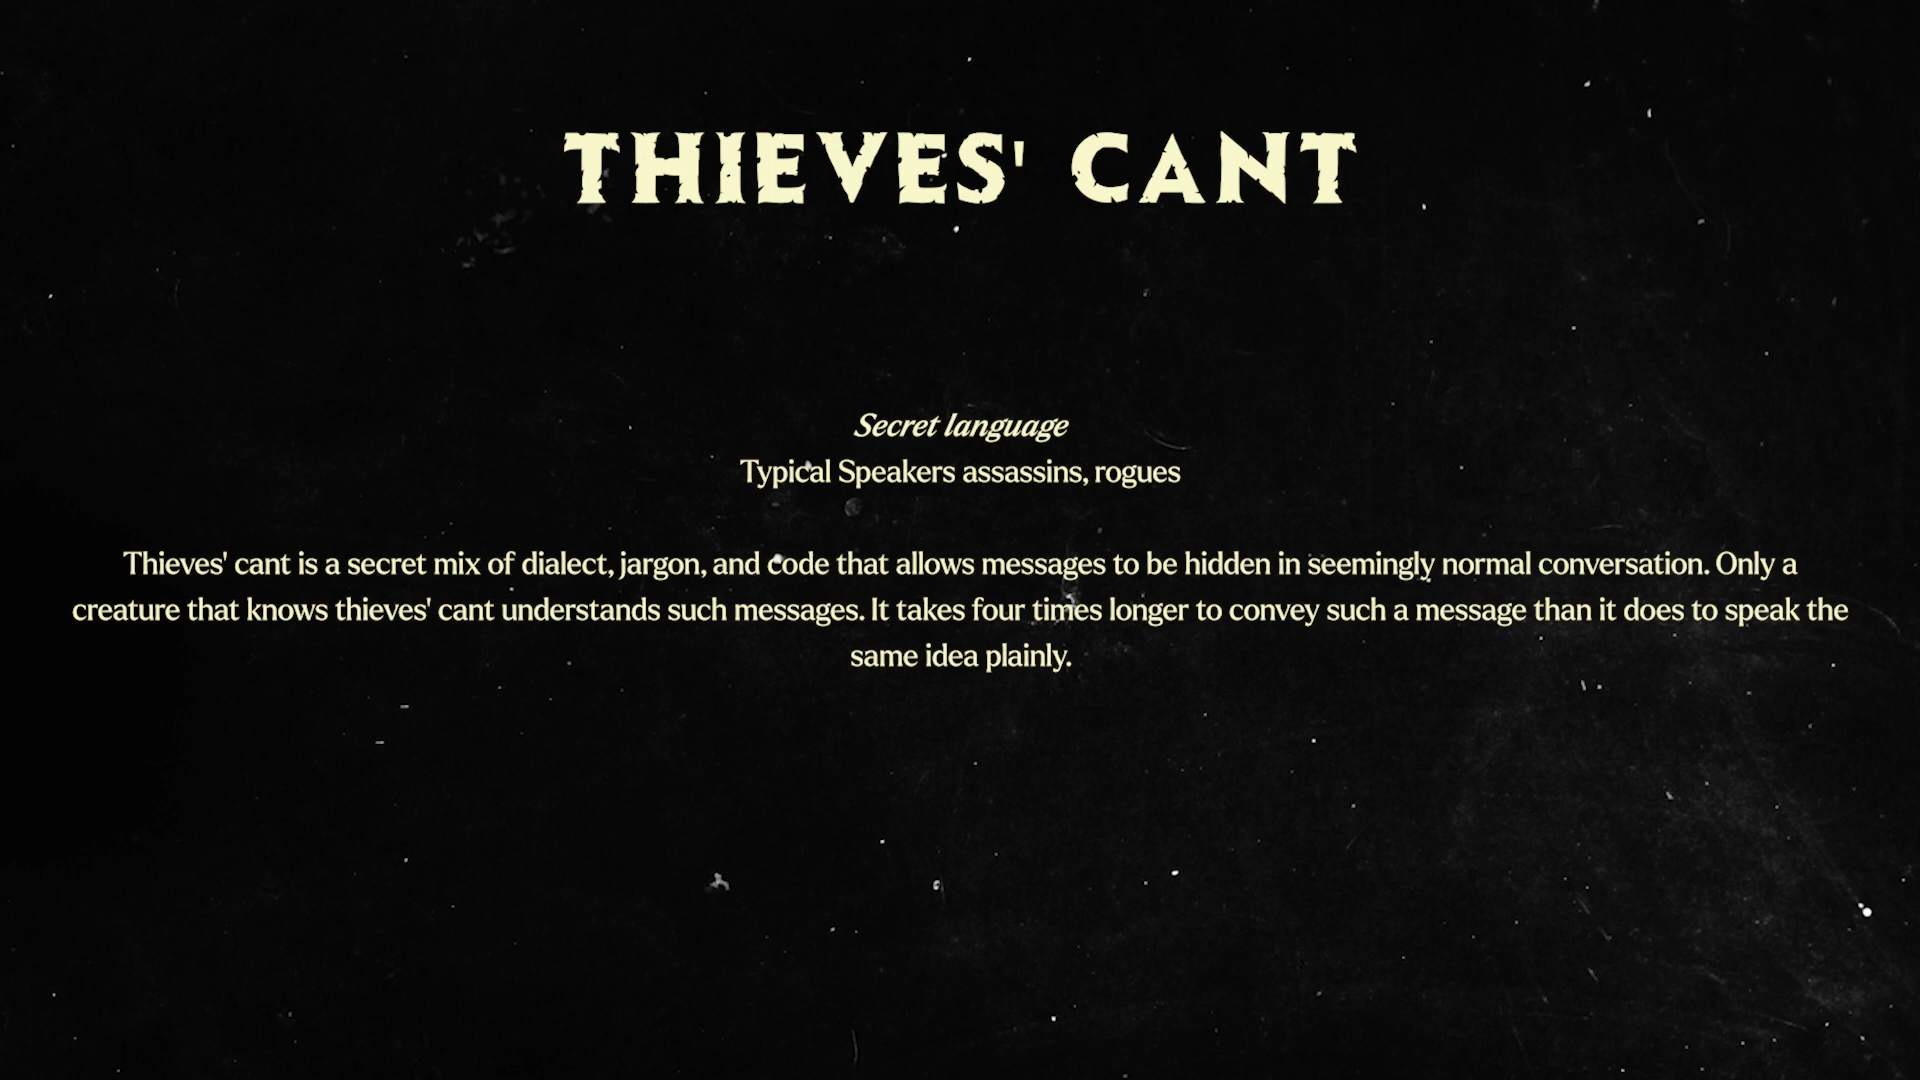 THIEVES' CANT
Secret language
Typical Speakers assassins, rogues
Thieves' cant is a secret mix of dialect, jargon, and code that allows messages to be hidden in seemingly normal conversation. Only a
creature that knows thieves' cant understands such messages. It takes four times longer to convey such a message than it does to speak the
same idea plainly.